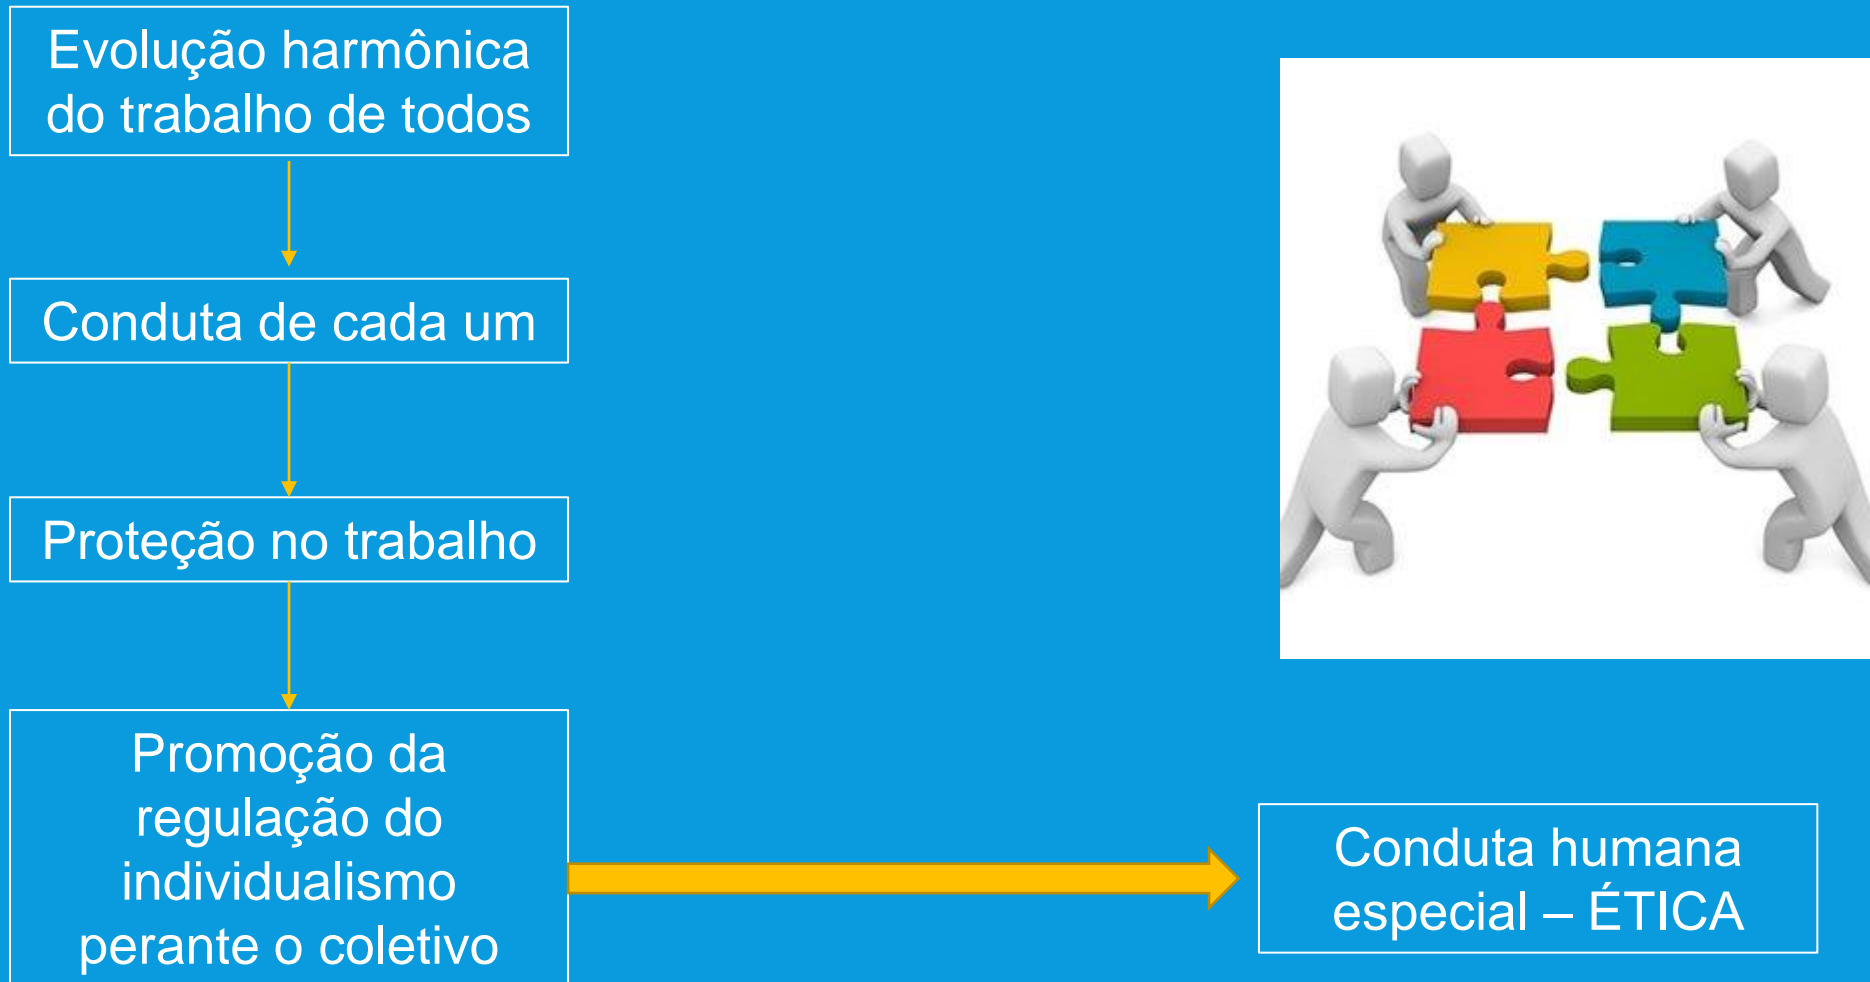 Evolução harmônica
do trabalho de todos
Conduta de cada um
Proteção no trabalho
Promoção da
regulação do
individualismo
perante o coletivo
Conduta humana
especial – ÉTICA